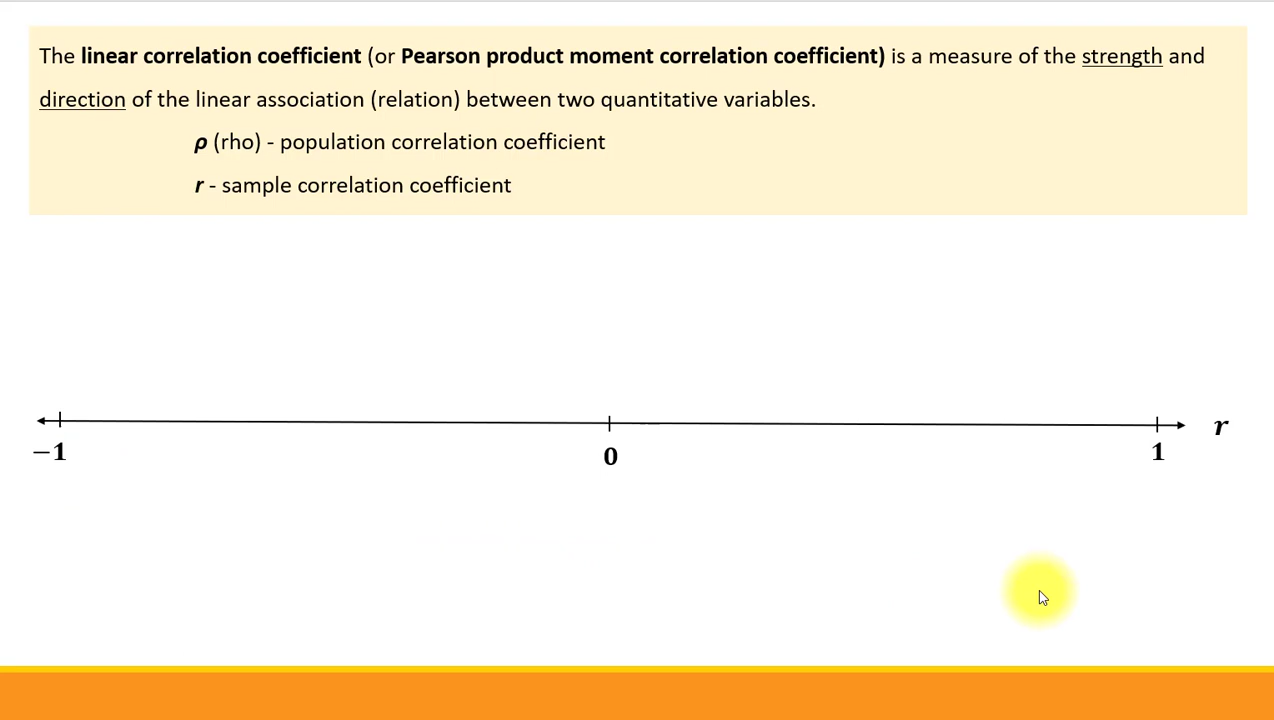 The linear correlation coefficient (or Pearson product moment correlation coefficient) is a measure of the strength and
direction of the linear association (relation) between two quantitative variables.
ρ (rho) - population correlation coefficient
r - sample correlation coefficient
−1 0 1 r